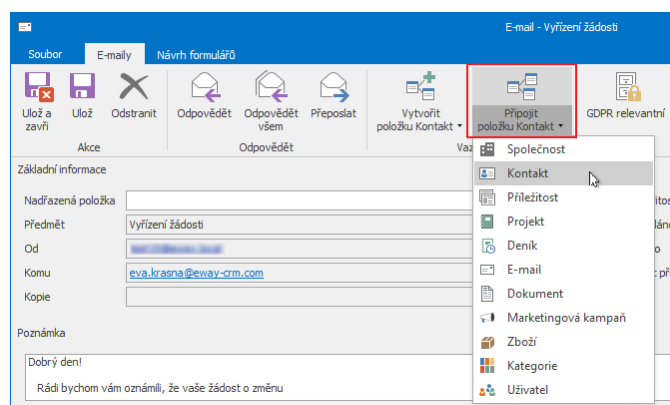 E-mail - Vyřízení žádosti
Soubor E-maily Návrh formulářů
Ulož a zavři
Ulož
Odstranit
Odpovědět
Odpovědět všem
Přeposlat
Vytvořit položku Kontakt
Připojit položku Kontakt
GDPR relevantní
Akce
Odpovědět
Vaz
Základní informace
Nadřazená položka
Předmět Vyřízení žádosti
Od
Komu eva.krasna@eway-crm.com
Kopie
Poznámka
Dobrý den!
Rádi bychom vám oznámili, že vaše žádost o změnu
Společnost
Kontakt
Příležitost
Projekt
Deník
E-mail
Dokument
Marketingová kampaň
Zboží
Kategorie
Uživatel